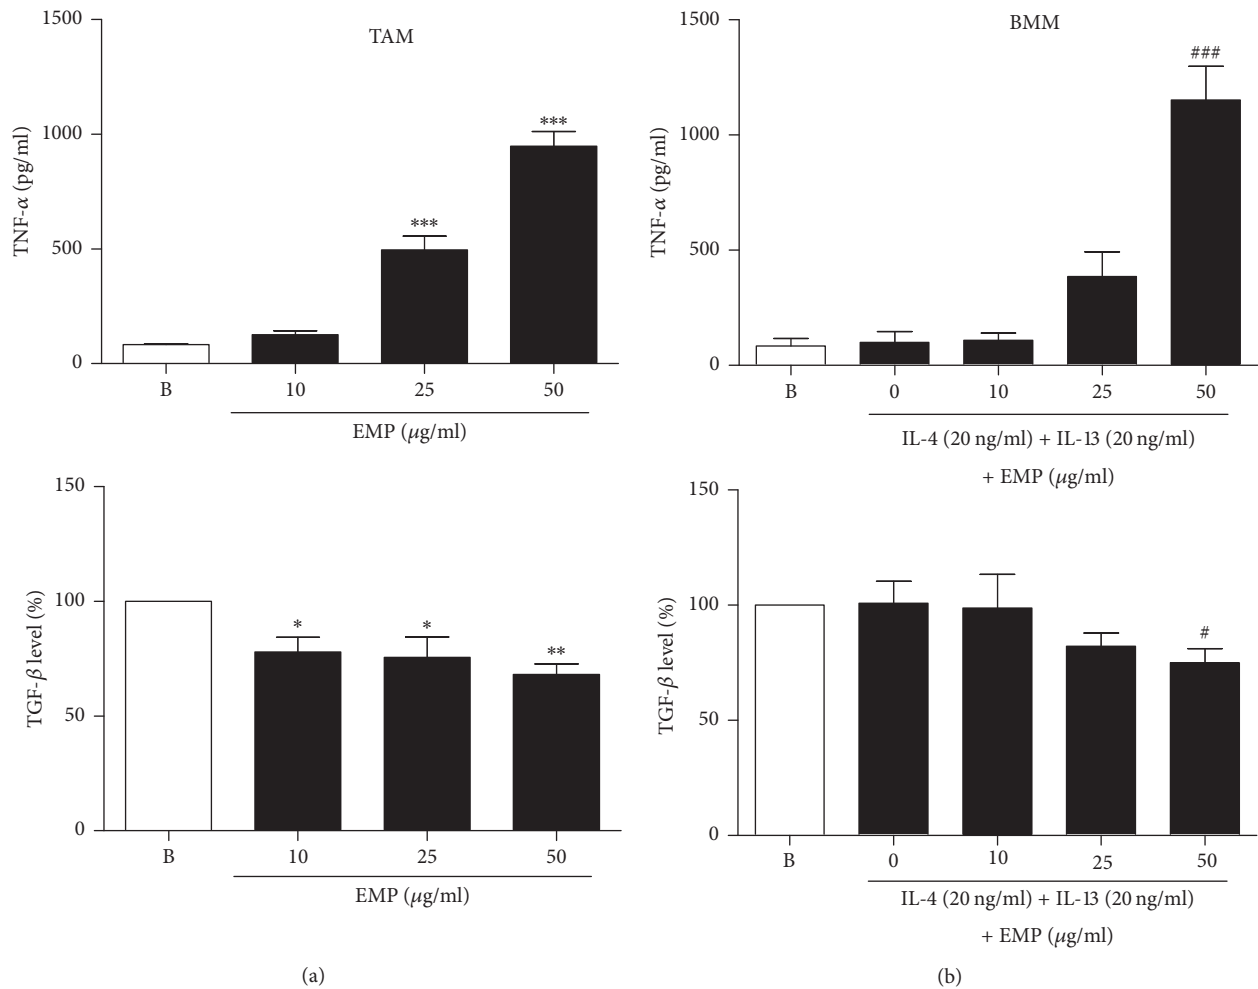 TAM
TNF-α (pg/ml)
1500
1000
500
0
***
***
B
10
25
50
EMP (μg/ml)
BMM
TNF-α (pg/ml)
1500
1000
500
0
###
B
0
10
25
50
IL-4 (20 ng/ml) + IL-13 (20 ng/ml)
+ EMP (μg/ml)
TGF-β level (%)
150
100
50
0
*
*
**
B
10
25
50
EMP (μg/ml)
(a)
TGF-β level (%)
150
100
50
0
#
B
0
10
25
50
IL-4 (20 ng/ml) + IL-13 (20 ng/ml)
+ EMP (μg/ml)
(b)